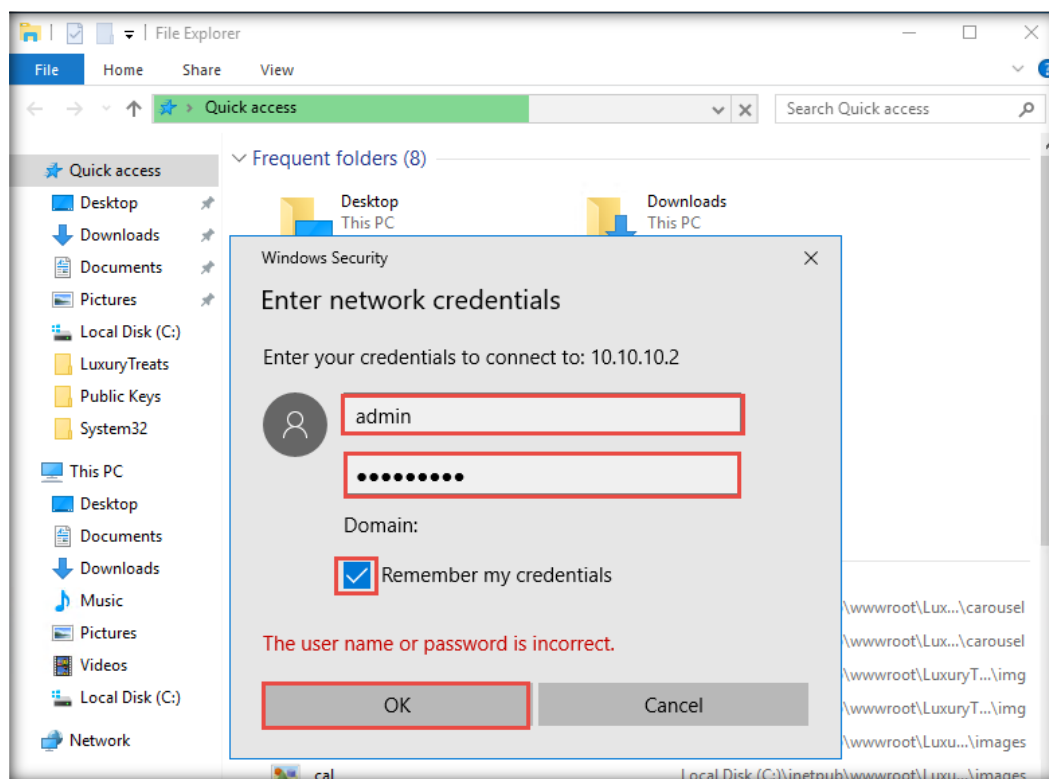 File Explorer
File Home Share View
Quick access
Search Quick access
Quick access
Desktop
Downloads
Documents
Pictures
Local Disk (C:)
LuxuryTreats
Public Keys
System32
This PC
Desktop
Documents
Downloads
Music
Pictures
Videos
Local Disk (C:)
Network
Frequent folders (8)
Desktop
This PC
Downloads
This PC
Windows Security
Enter network credentials
Enter your credentials to connect to: 10.10.10.2
admin
•••••••••
Domain:
Remember my credentials
The user name or password is incorrect.
OK Cancel
\wwwroot\Lux...\carousel
\wwwroot\Lux...\carousel
\wwwroot\LuxuryT...\img
\wwwroot\LuxuryT...\img
\wwwroot\Luxu...\images
cal Local Disk (C:)\inetpub\wwwroot\Luxu...\images